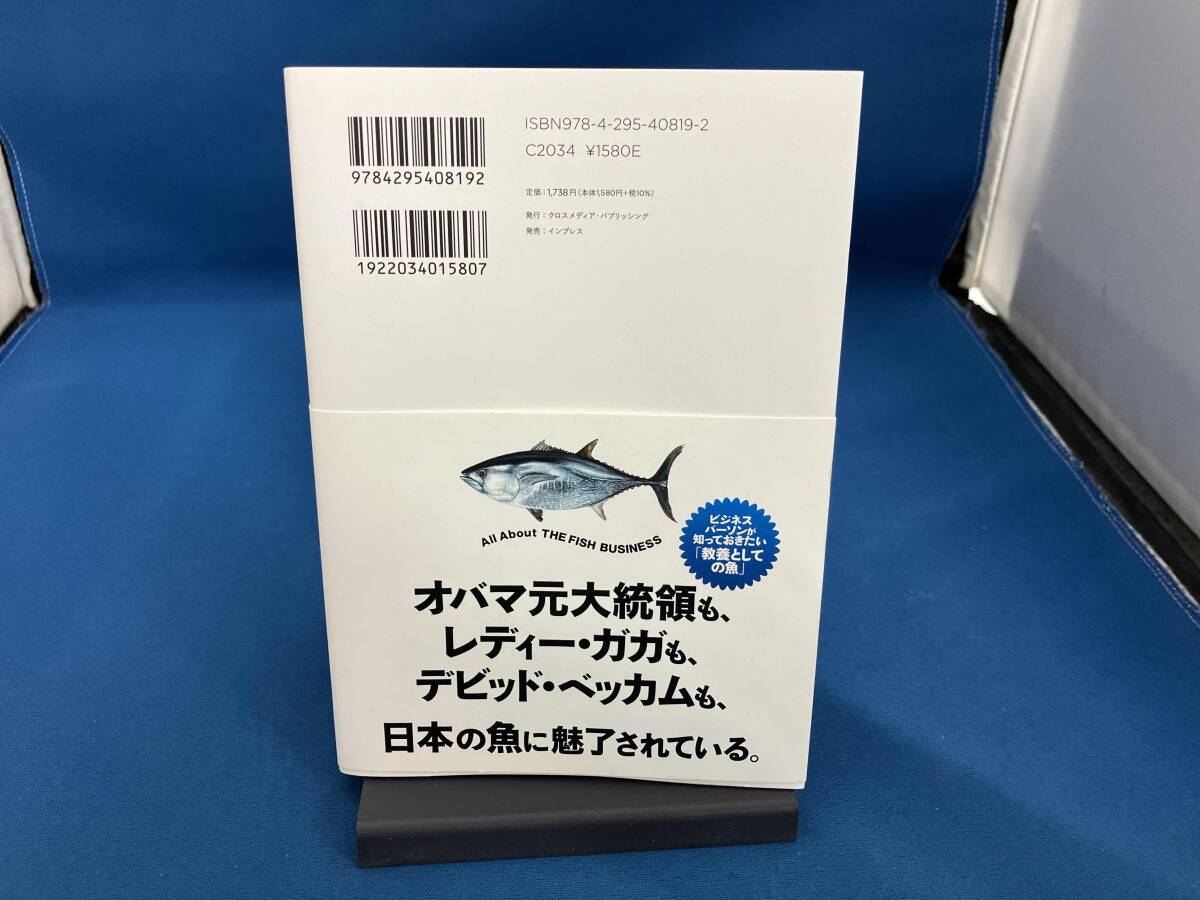 ISBN978-4-295-40819-2
C2034 ¥1580E
9784295408192
定価：1,738円（本体1,580円+税10%）
発行：クロスメディア・パブリッシング
発売：インプレス
1922034015807
All About THE FISH BUSINESS
ビジネス
パーソンが
知っておきたい
「教養として
の魚」
オバマ元大統領も、
レディー・ガガも、
デビッド・ベッカムも、
日本の魚に魅了されている。